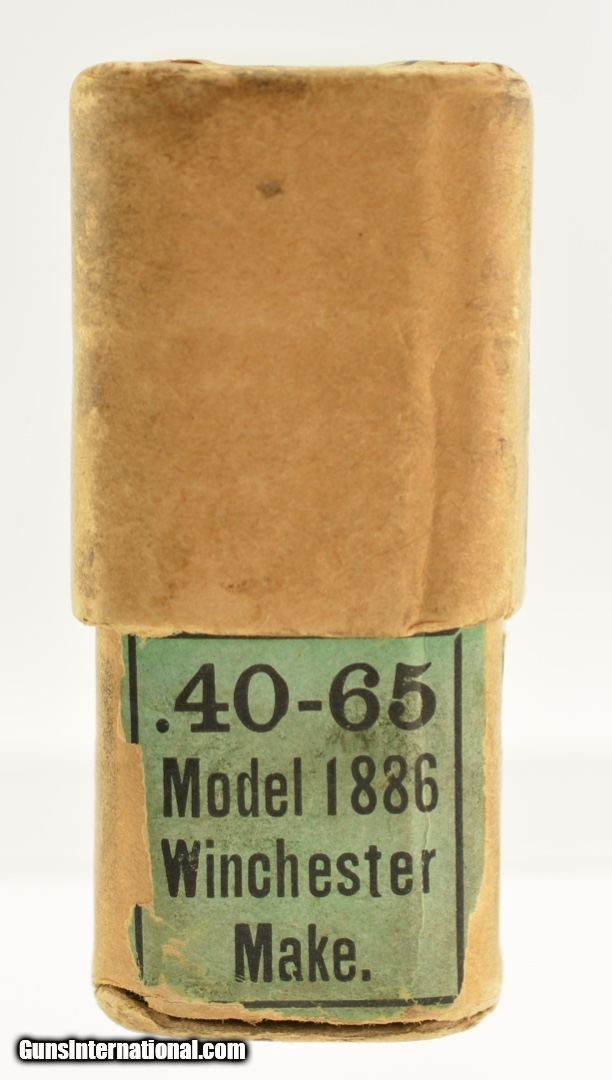 .40-65
Model 1886
Winchester
Make.
GunsInternational.com